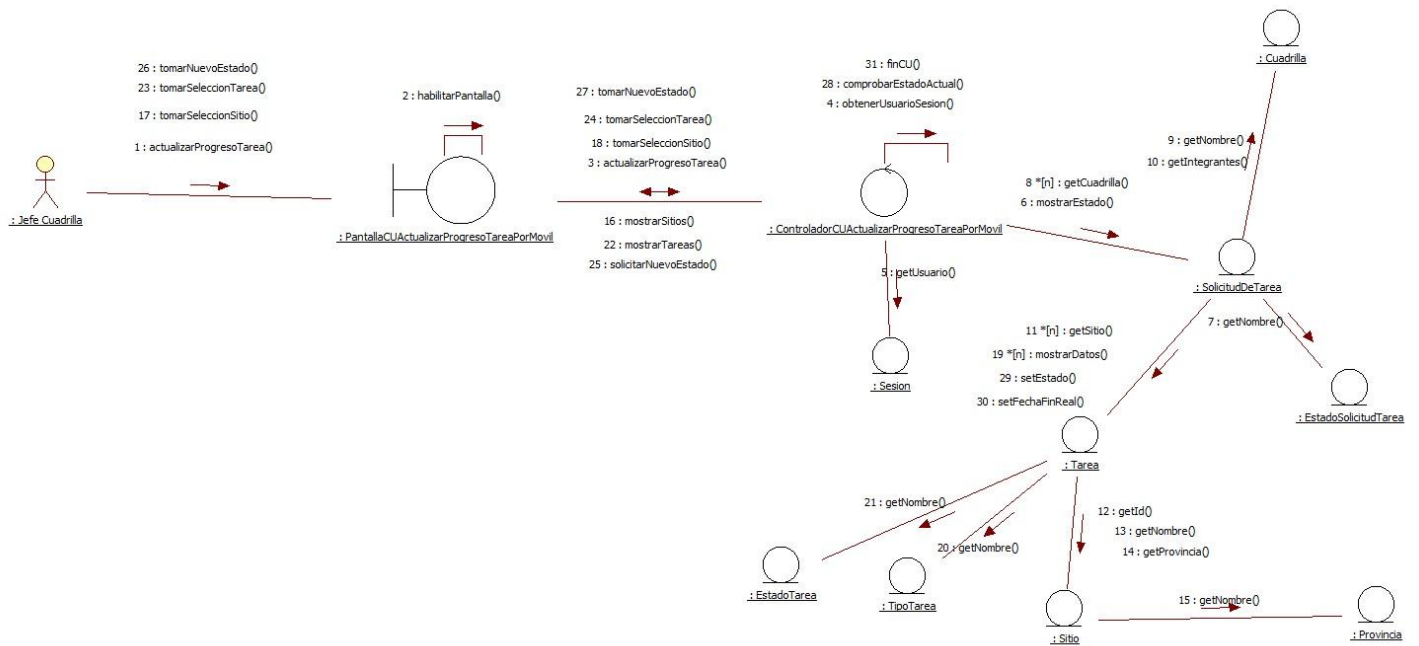 : Cuadrilla
26 : tomarNuevoEstado()
23 : tomarSeleccionTarea()
17 : tomarSeleccionSitio()
1 : actualizarProgresoTarea()
: Jefe Cuadrilla
2 : habilitarPantalla()
: PantallaCUActualizarProgresoTareaPorMovil
27 : tomarNuevoEstado()
24 : tomarSeleccionTarea()
18 : tomarSeleccionSitio()
3 : actualizarProgresoTarea()
16 : mostrarSitios()
22 : mostrarTareas()
25 : solicitarNuevoEstado()
31 : finCU()
28 : comprobarEstadoActual()
4 : obtenerUsuarioSesion()
: ControladorCUActualizarProgresoTareaPorMovil
5 : getUsuario()
: Sesion
8 *[n] : getCuadrilla()
6 : mostrarEstado()
9 : getNombre()
10 : getIntegrantes()
: SolicitudDeTarea
7 : getNombre()
: EstadoSolicitudTarea
11 *[n] : getSitio()
19 *[n] : mostrarDatos()
29 : setEstado()
30 : setFechaFinReal()
: Tarea
21 : getNombre()
20 : getNombre()
12 : getId()
13 : getNombre()
14 : getProvincia()
: EstadoTarea
: TipoTarea
: Sitio
15 : getNombre()
: Provincia